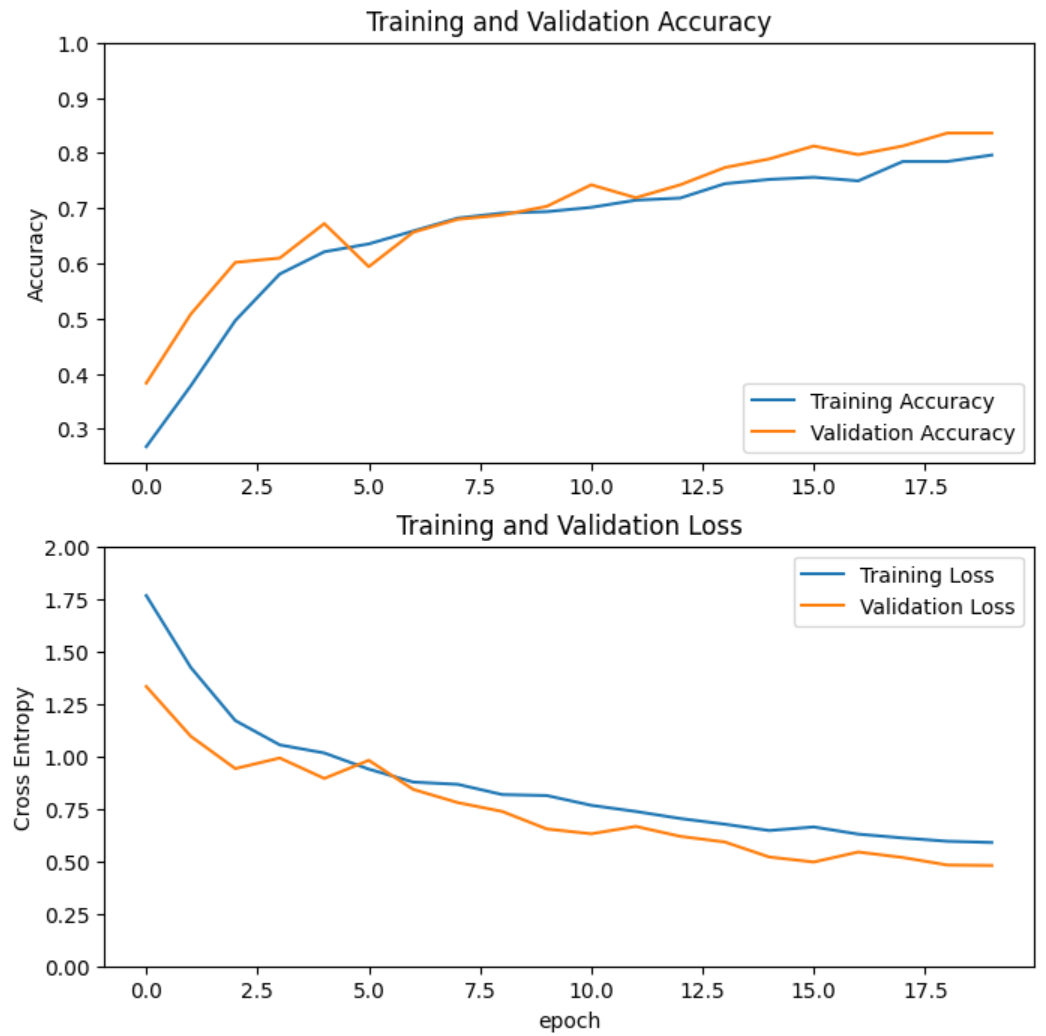 Training and Validation Accuracy
Accuracy
1.0
0.9
0.8
0.7
0.6
0.5
0.4
0.3
Training Accuracy
Validation Accuracy
0.0 2.5 5.0 7.5 10.0 12.5 15.0 17.5
Training and Validation Loss
Cross Entropy
2.00
1.75
1.50
1.25
1.00
0.75
0.50
0.25
0.00
Training Loss
Validation Loss
0.0 2.5 5.0 7.5 10.0 12.5 15.0 17.5
epoch